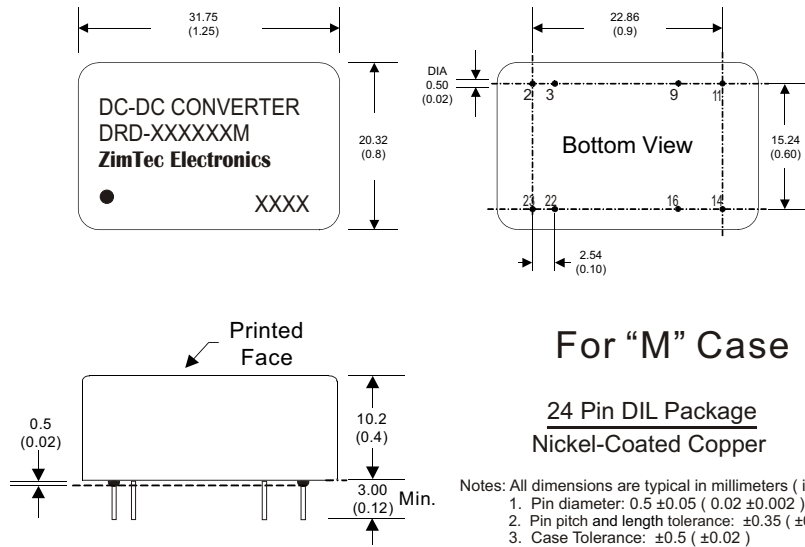 31.75
(1.25)
DC-DC CONVERTER
DRD-XXXXXXM
ZimTec Electronics
XXXX
20.32
(0.8)
22.86
(0.9)
DIA
0.50
(0.02)
2 3 9 11
Bottom View
15.24
(0.60)
23 22 16 14
2.54
(0.10)
Printed
Face
0.5
(0.02)
10.2
(0.4)
3.00
(0.12) Min.
For “M” Case
24 Pin DIL Package
Nickel-Coated Copper
Notes: All dimensions are typical in millimeters ( i
1. Pin diameter: 0.5 ±0.05 ( 0.02 ±0.002 )
2. Pin pitch and length tolerance: ±0.35 ( ±
3. Case Tolerance: ±0.5 ( ±0.02 )